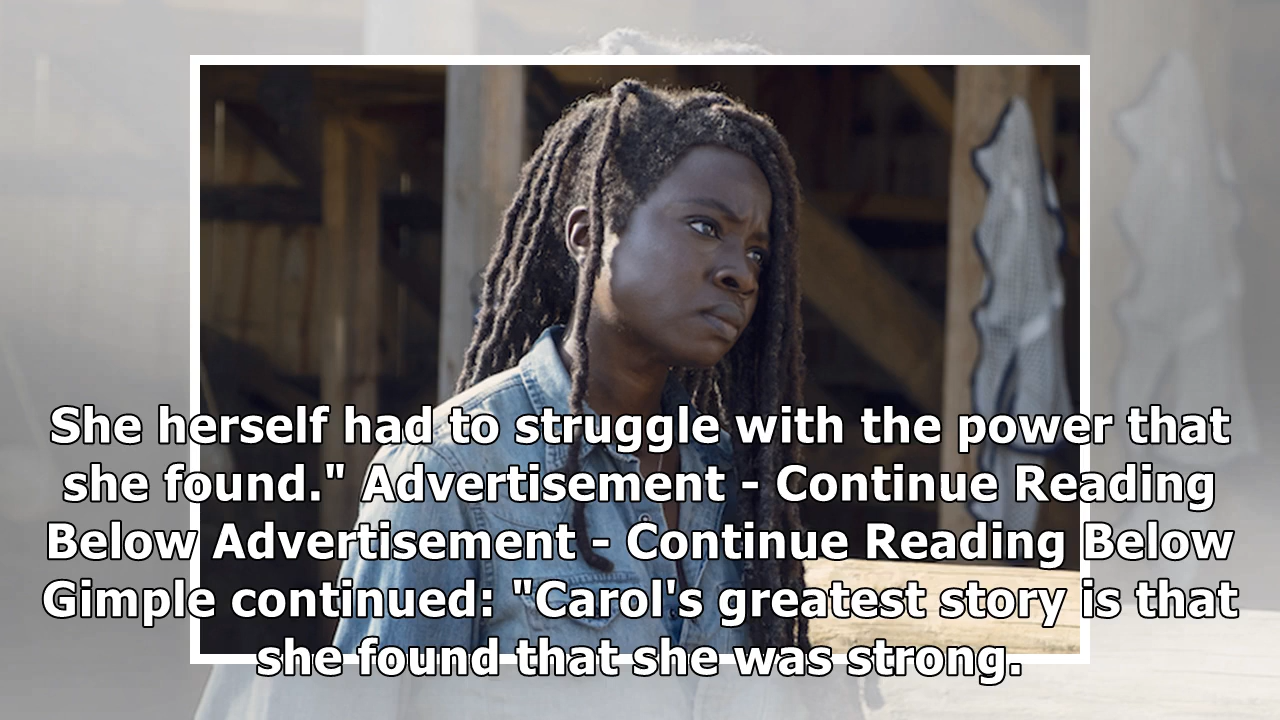 She herself had to struggle with the power that
she found." Advertisement - Continue Reading
Below Advertisement - Continue Reading Below
Gimple continued: "Carol's greatest story is that
she found that she was strong.